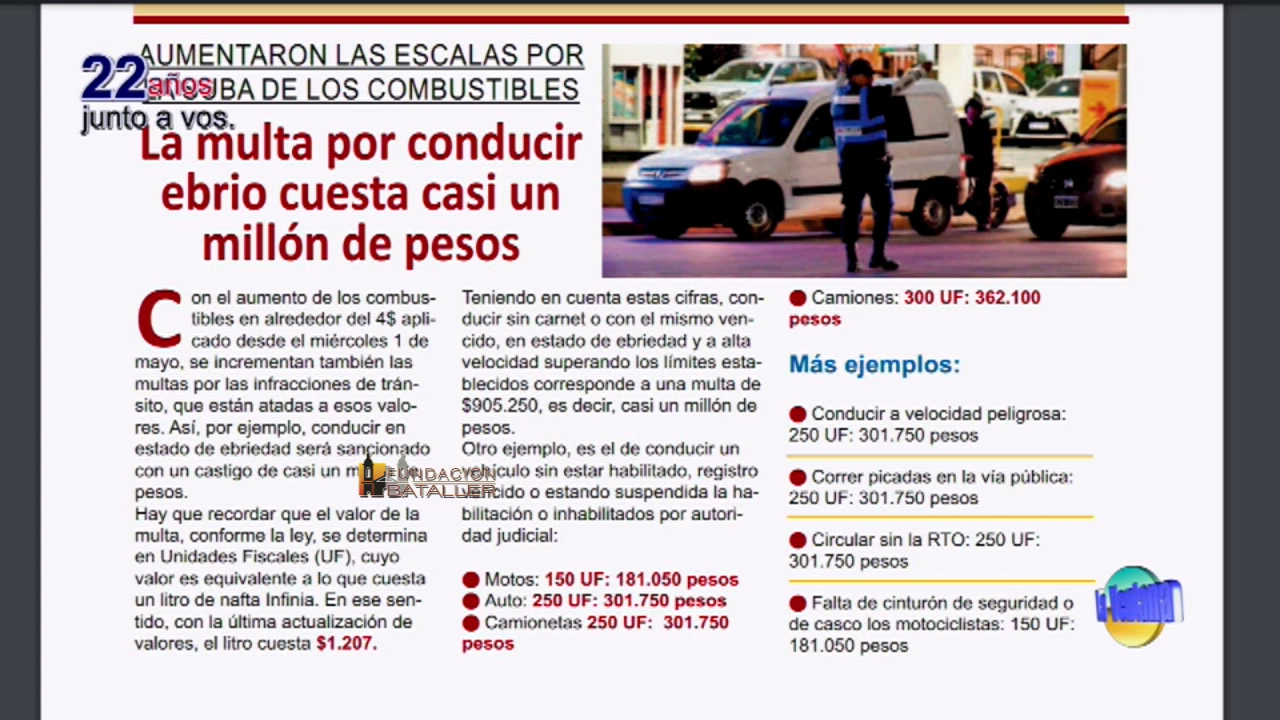 22 años
junto a vos.
AUMENTARON LAS ESCALAS POR
LA SUBA DE LOS COMBUSTIBLES
La multa por conducir
ebrio cuesta casi un
millón de pesos
Con el aumento de los combus-
tibles en alrededor del 4$ apli-
cado desde el miércoles 1 de
mayo, se incrementan también las
multas por las infracciones de trán-
sito, que están atadas a esos valo-
res. Así, por ejemplo, conducir en
estado de ebriedad será sancionado
con un castigo de casi un
pesos.
Hay que recordar que el valor de la
multa, conforme la ley, se determina
en Unidades Fiscales (UF), cuyo
valor es equivalente a lo que cuesta
un litro de nafta Infinia. En ese sen-
tido, con la última actualización de
valores, el litro cuesta $1.207.
Teniendo en cuenta estas cifras, con-
ducir sin carnet o con el mismo ven-
cido, en estado de ebriedad y a alta
velocidad superando los límites esta-
blecidos corresponde a una multa de
$905.250, es decir, casi un millón de
pesos.
Otro ejemplo, es el de conducir un
vehículo sin estar habilitado, registro
vencido o estando suspendida la ha-
bilitación o inhabilitados por autori-
dad judicial:
Motos: 150 UF: 181.050 pesos
Auto: 250 UF: 301.750 pesos
Camionetas 250 UF: 301.750
pesos
Camiones: 300 UF: 362.100
pesos
Más ejemplos:
Conducir a velocidad peligrosa:
250 UF: 301.750 pesos
Correr picadas en la vía pública:
250 UF: 301.750 pesos
Circular sin la RTO: 250 UF:
301.750 pesos
Falta de cinturón de seguridad o
de casco los motociclistas: 150 UF:
181.050 pesos
FUNDACION
BATALLER